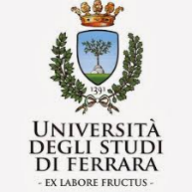 1391
UNIVERSITÀ
DEGLI STUDI
DI FERRARA
- EX LABORE FRUCTUS -